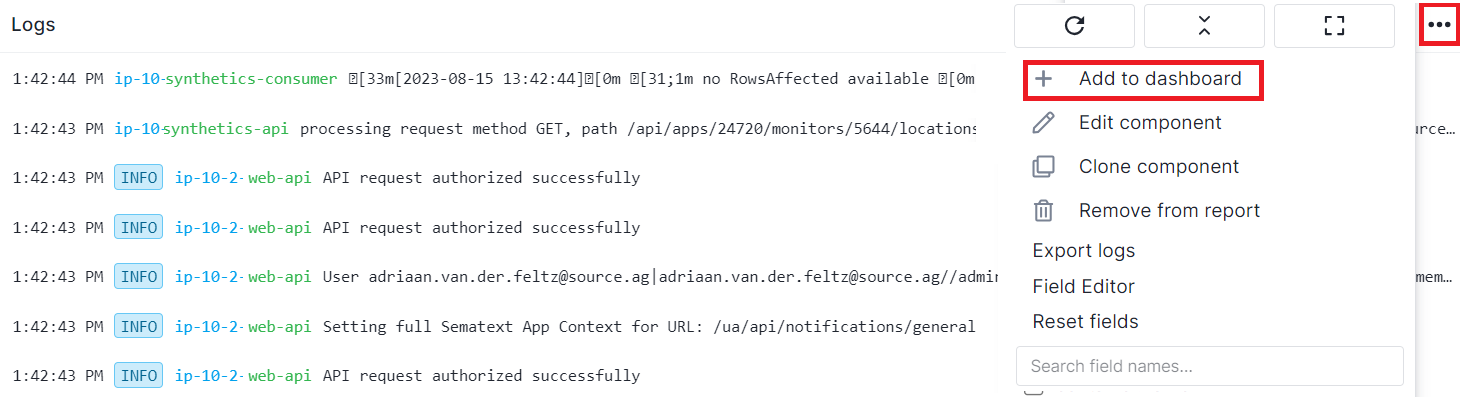 Logs
1:42:44 PM ip-10-synthetics-consumer [33m[2023-08-15 13:42:44][0m [31;1m no RowsAffected available [0m
1:42:43 PM ip-10-synthetics-api processing request method GET, path /api/apps/24720/monitors/5644/locations
1:42:43 PM INFO ip-10-2- web-api API request authorized successfully
1:42:43 PM INFO ip-10-2- web-api API request authorized successfully
1:42:43 PM INFO ip-10-2- web-api User adriaan.van.der.feltz@source.ag|adriaan.van.der.feltz@source.ag//admin
1:42:43 PM INFO ip-10-2- web-api Setting full Sematext App Context for URL: /ua/api/notifications/general
1:42:43 PM INFO ip-10-2- web-api API request authorized successfully
Add to dashboard
Edit component
Clone component
Remove from report
Export logs
Field Editor
Reset fields
Search field names...
urce…
mem…